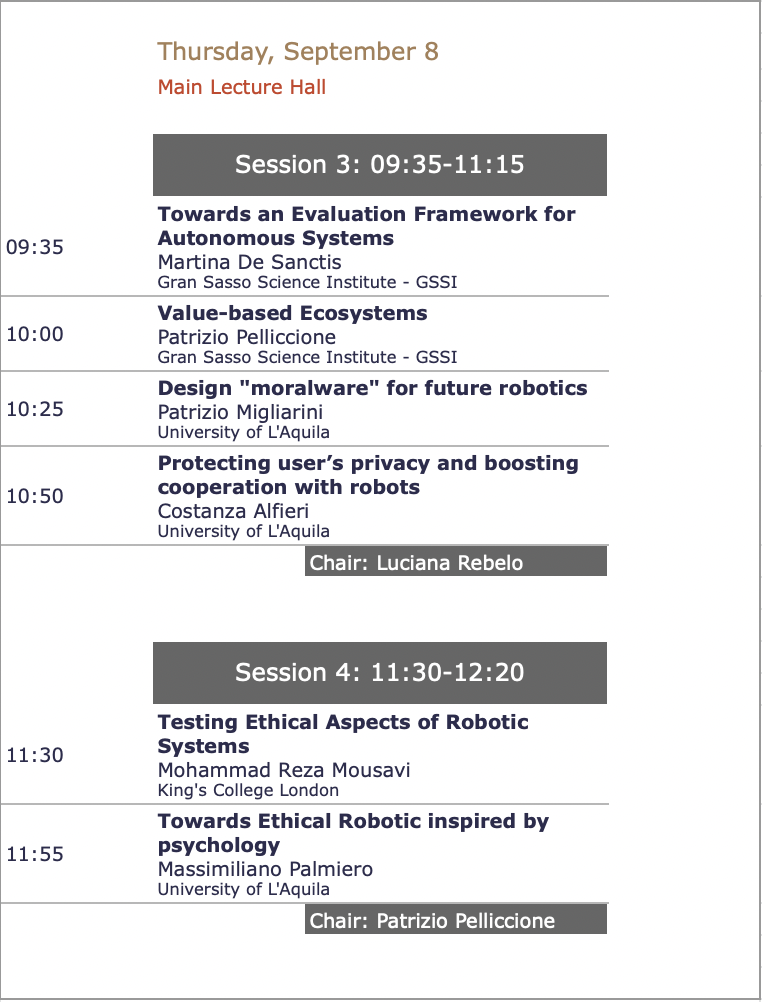 Thursday, September 8
Main Lecture Hall
Session 3: 09:35-11:15
09:35
Towards an Evaluation Framework for
Autonomous Systems
Martina De Sanctis
Gran Sasso Science Institute - GSSI
10:00
Value-based Ecosystems
Patrizio Pelliccione
Gran Sasso Science Institute - GSSI
10:25
Design "moralware" for future robotics
Patrizio Migliarini
University of L'Aquila
10:50
Protecting user’s privacy and boosting
cooperation with robots
Costanza Alfieri
University of L'Aquila
Chair: Luciana Rebelo
Session 4: 11:30-12:20
11:30
Testing Ethical Aspects of Robotic
Systems
Mohammad Reza Mousavi
King's College London
11:55
Towards Ethical Robotic inspired by
psychology
Massimiliano Palmiero
University of L'Aquila
Chair: Patrizio Pelliccione